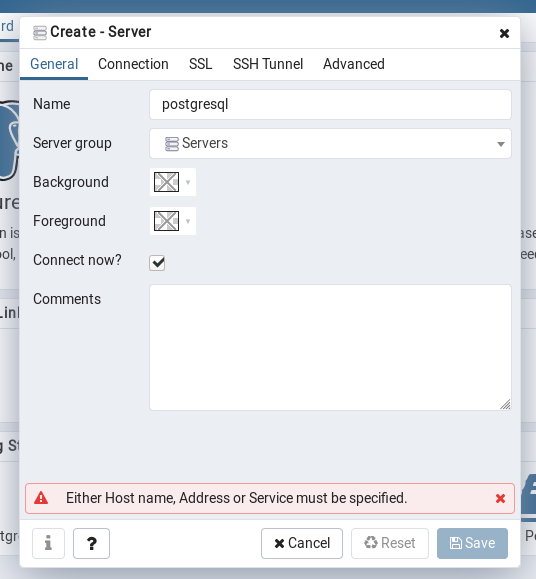 Create - Server
General Connection SSL SSH Tunnel Advanced
Name postgresql
Server group Servers
Background
Foreground
Connect now?
Comments
Either Host name, Address or Service must be specified.
i ? Cancel Reset Save